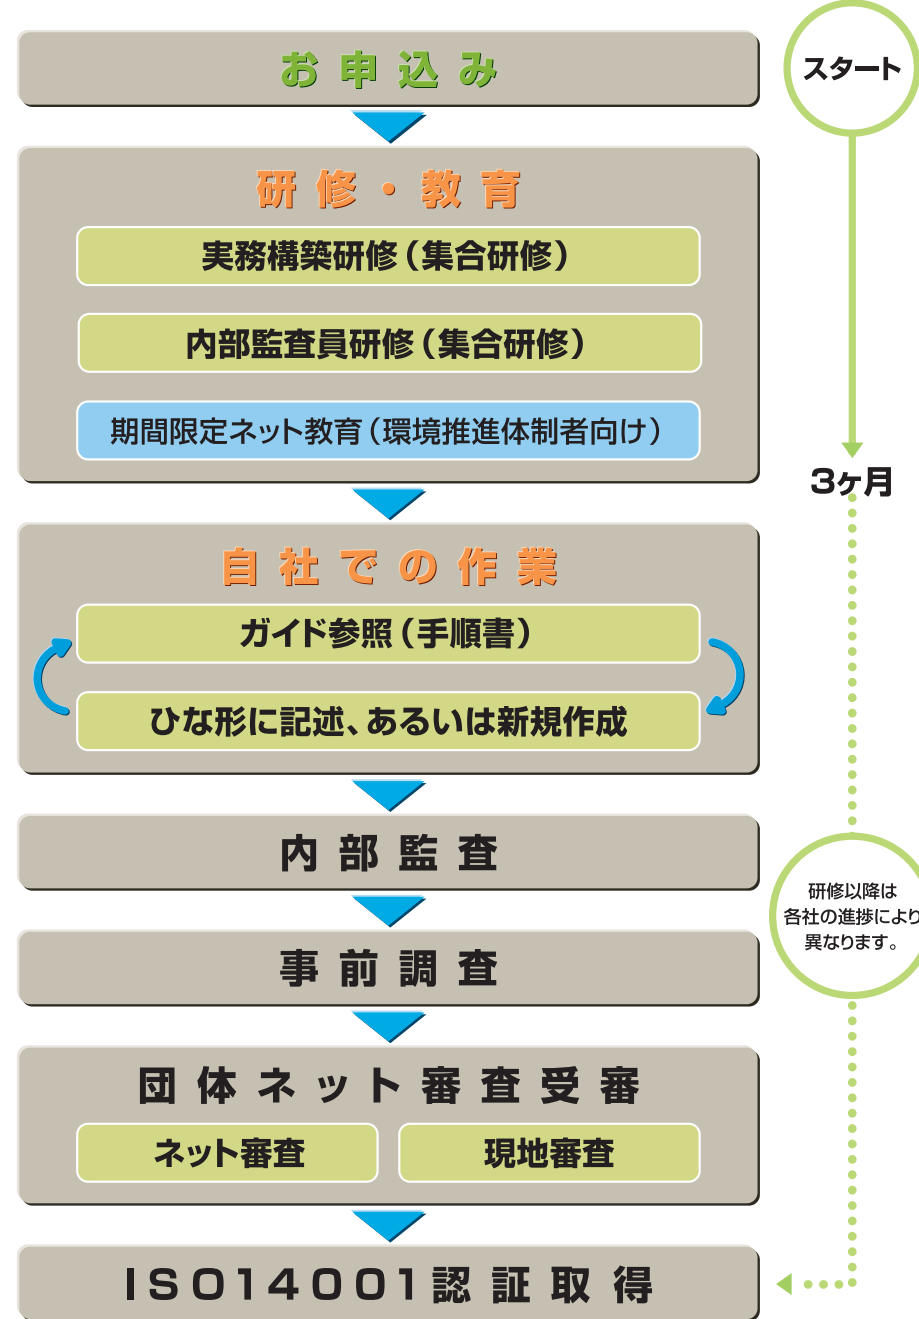 お申込み
スタート
研修・教育
実務構築研修（集合研修）
内部監査員研修（集合研修）
期間限定ネット教育（環境推進体制者向け）
3ヶ月
自社での作業
ガイド参照（手順書）
ひな形に記述、あるいは新規作成
内部監査
研修以降は
各社の進捗により
異なります。
事前調査
団体ネット審査受審
ネット審査
現地審査
ISO14001認証取得